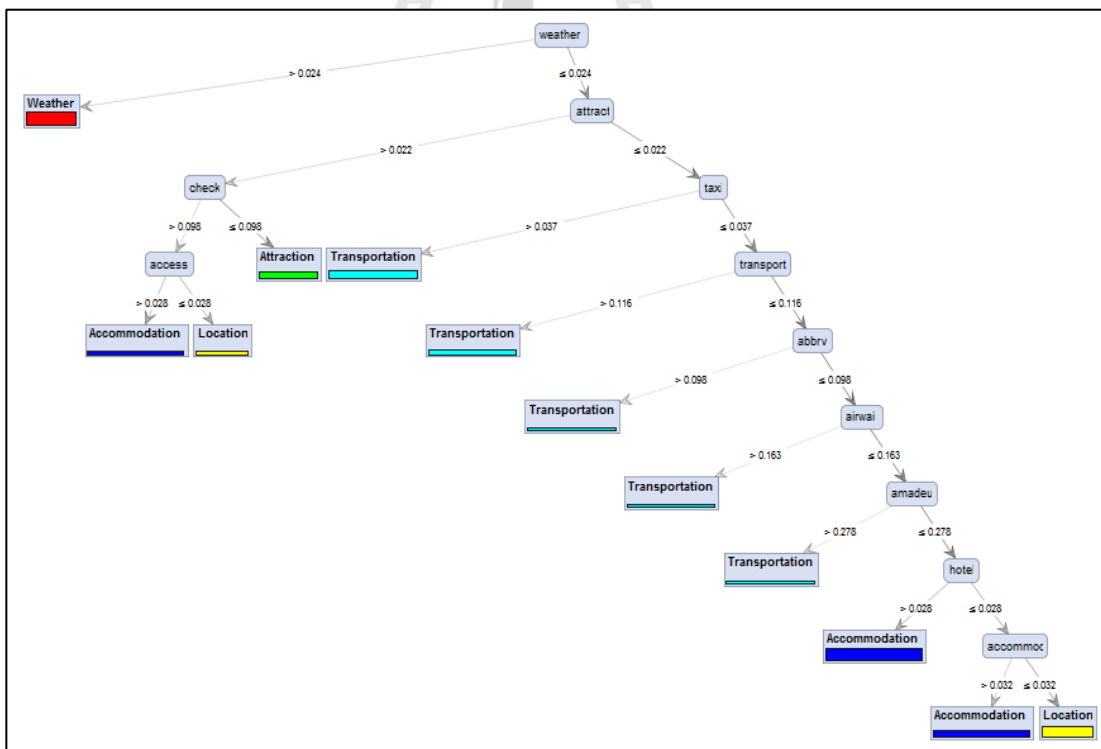 weather
> 0.024
≤ 0.024
Weather
attract
> 0.022
≤ 0.022
check
taxi
> 0.098
≤ 0.098
> 0.037
≤ 0.037
access
Attraction
Transportation
transport
> 0.028
≤ 0.028
> 0.116
≤ 0.116
Accommodation
Location
Transportation
abbrv
> 0.098
≤ 0.098
Transportation
airwai
> 0.163
≤ 0.163
Transportation
amadeu
> 0.278
≤ 0.278
Transportation
hotel
> 0.028
≤ 0.028
Accommodation
accommoc
> 0.032
≤ 0.032
Accommodation
Location